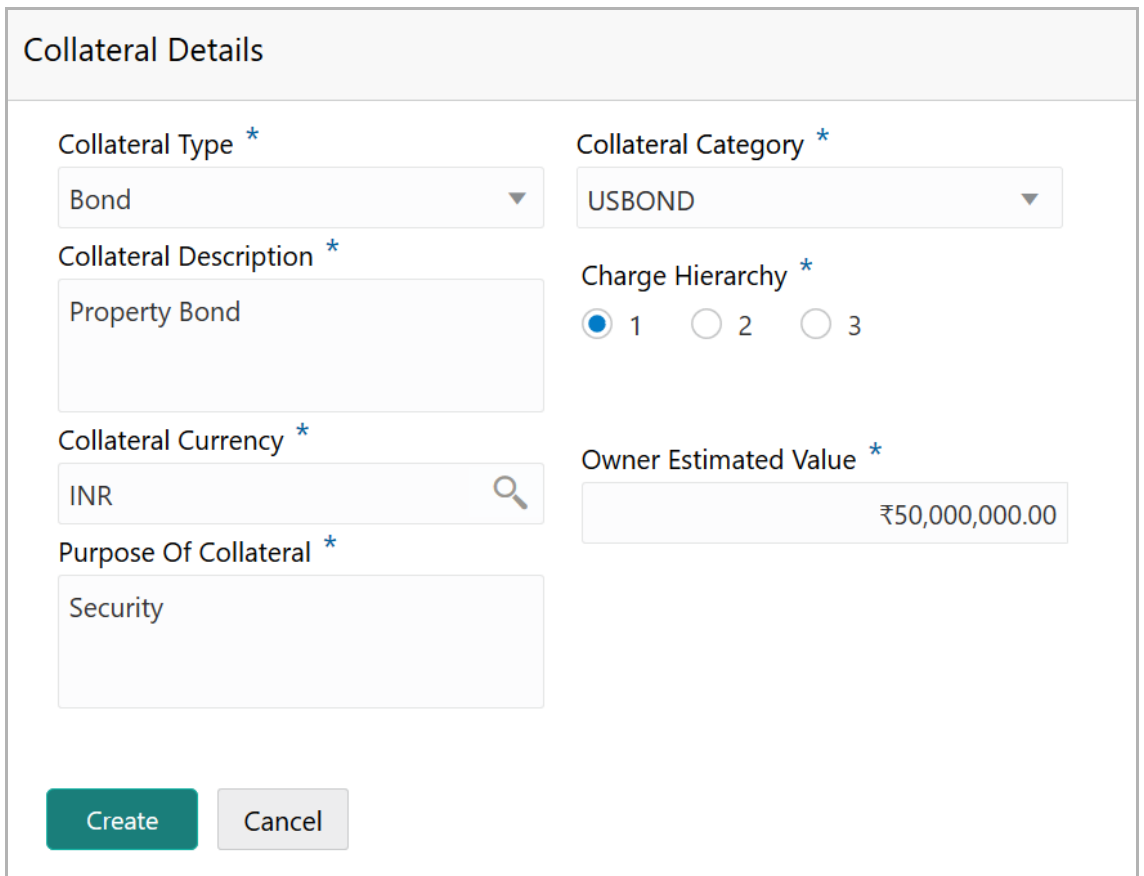 Collateral Details
Collateral Type *
Collateral Category *
Bond
USBOND
Collateral Description *
Charge Hierarchy *
Property Bond
1 2 3
Collateral Currency *
Owner Estimated Value *
INR
₹50,000,000.00
Purpose Of Collateral *
Security
Create
Cancel